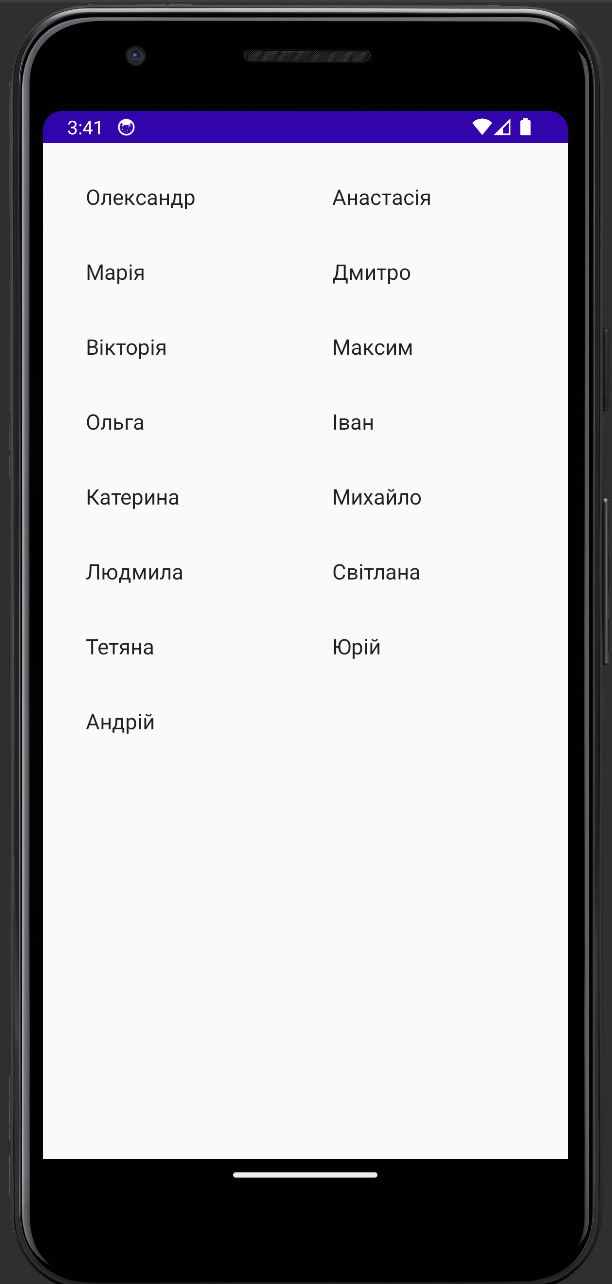 3:41
Олександр Анастасія
Марія Дмитро
Вікторія Максим
Ольга Іван
Катерина Михайло
Людмила Світлана
Тетяна Юрій
Андрій